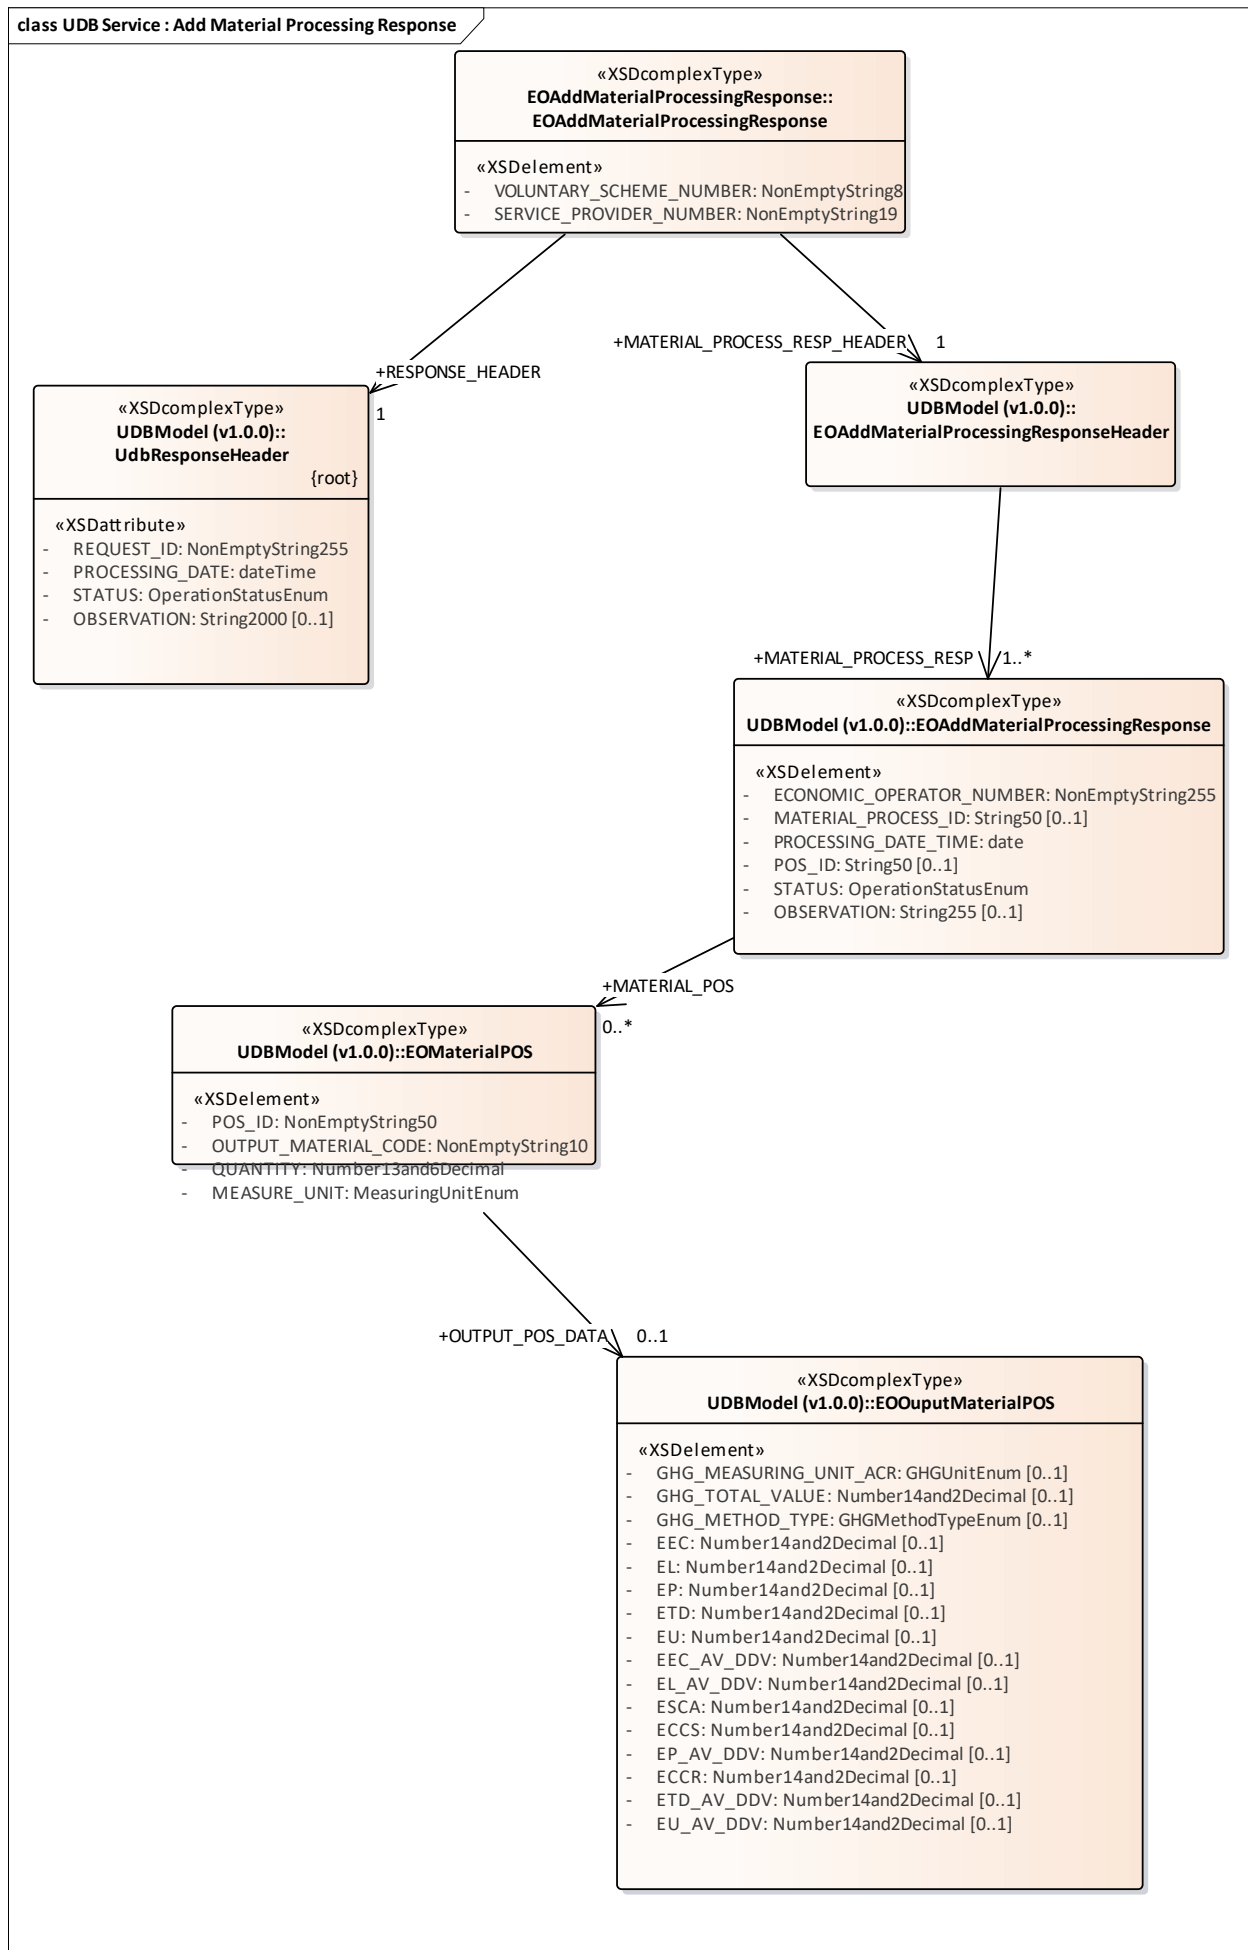 class UDB Service : Add Material Processing Response
«XSDcomplexType»
EOAddMaterialProcessingResponse::
EOAddMaterialProcessingResponse
«XSDelement»
- VOLUNTARY_SCHEME_NUMBER: NonEmptyString8
- SERVICE_PROVIDER_NUMBER: NonEmptyString19
+MATERIAL_PROCESS_RESP_HEADER 1
+RESPONSE_HEADER
1
«XSDcomplexType»
UDBModel (v1.0.0)::
UdbResponseHeader
{root}
«XSDattribute»
- REQUEST_ID: NonEmptyString255
- PROCESSING_DATE: dateTime
- STATUS: OperationStatusEnum
- OBSERVATION: String2000 [0..1]
«XSDcomplexType»
UDBModel (v1.0.0)::
EOAddMaterialProcessingResponseHeader
+MATERIAL_PROCESS_RESP 1..*
«XSDcomplexType»
UDBModel (v1.0.0)::EOAddMaterialProcessingResponse
«XSDelement»
- ECONOMIC_OPERATOR_NUMBER: NonEmptyString255
- MATERIAL_PROCESS_ID: String50 [0..1]
- PROCESSING_DATE_TIME: date
- POS_ID: String50 [0..1]
- STATUS: OperationStatusEnum
- OBSERVATION: String255 [0..1]
+MATERIAL_POS
0..*
«XSDcomplexType»
UDBModel (v1.0.0)::EOMaterialPOS
«XSDelement»
- POS_ID: NonEmptyString50
- OUTPUT_MATERIAL_CODE: NonEmptyString10
- QUANTITY: Number13and6Decimal
- MEASURE_UNIT: MeasuringUnitEnum
+OUTPUT_POS_DATA 0..1
«XSDcomplexType»
UDBModel (v1.0.0)::EOOuputMaterialPOS
«XSDelement»
- GHG_MEASURING_UNIT_ACR: GHGUnitEnum [0..1]
- GHG_TOTAL_VALUE: Number14and2Decimal [0..1]
- GHG_METHOD_TYPE: GHGMethodTypeEnum [0..1]
- EEC: Number14and2Decimal [0..1]
- EL: Number14and2Decimal [0..1]
- EP: Number14and2Decimal [0..1]
- ETD: Number14and2Decimal [0..1]
- EU: Number14and2Decimal [0..1]
- EEC_AV_DDV: Number14and2Decimal [0..1]
- EL_AV_DDV: Number14and2Decimal [0..1]
- ESCA: Number14and2Decimal [0..1]
- ECCS: Number14and2Decimal [0..1]
- EP_AV_DDV: Number14and2Decimal [0..1]
- ECCR: Number14and2Decimal [0..1]
- ETD_AV_DDV: Number14and2Decimal [0..1]
- EU_AV_DDV: Number14and2Decimal [0..1]